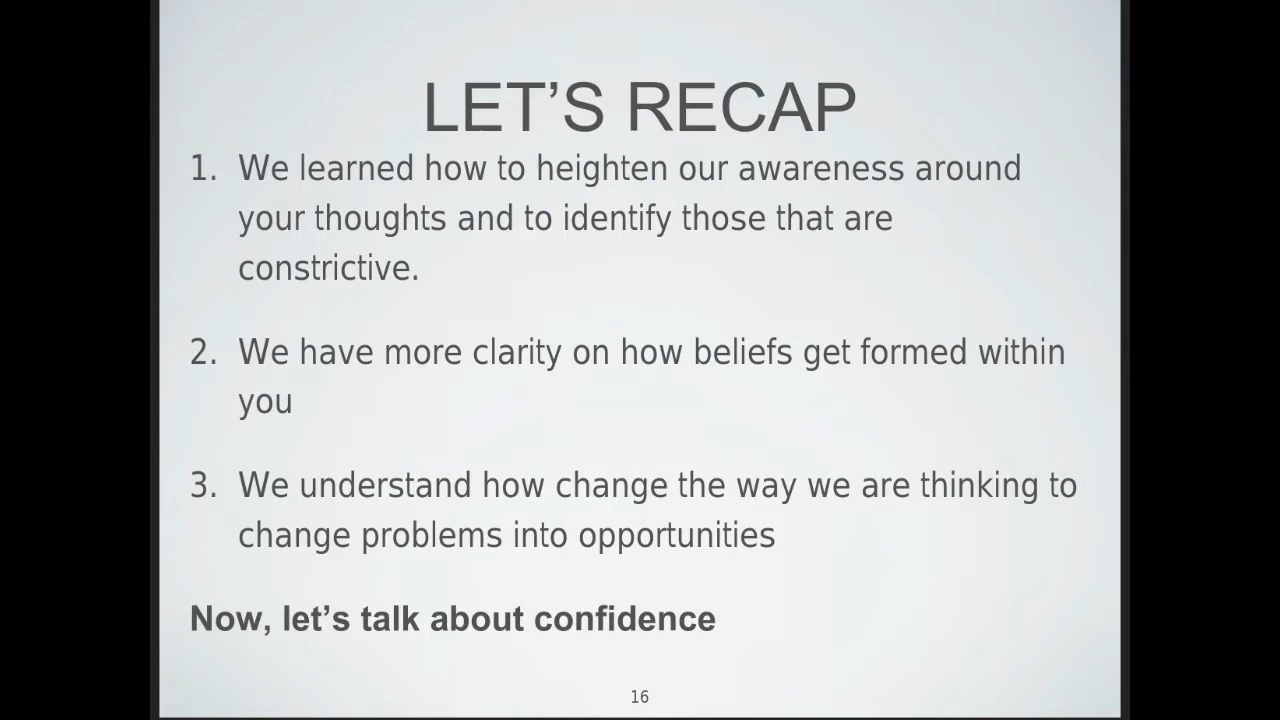 LET’S RECAP
1. We learned how to heighten our awareness around
your thoughts and to identify those that are
constrictive.
2. We have more clarity on how beliefs get formed within
you
3. We understand how change the way we are thinking to
change problems into opportunities
Now, let’s talk about confidence
16